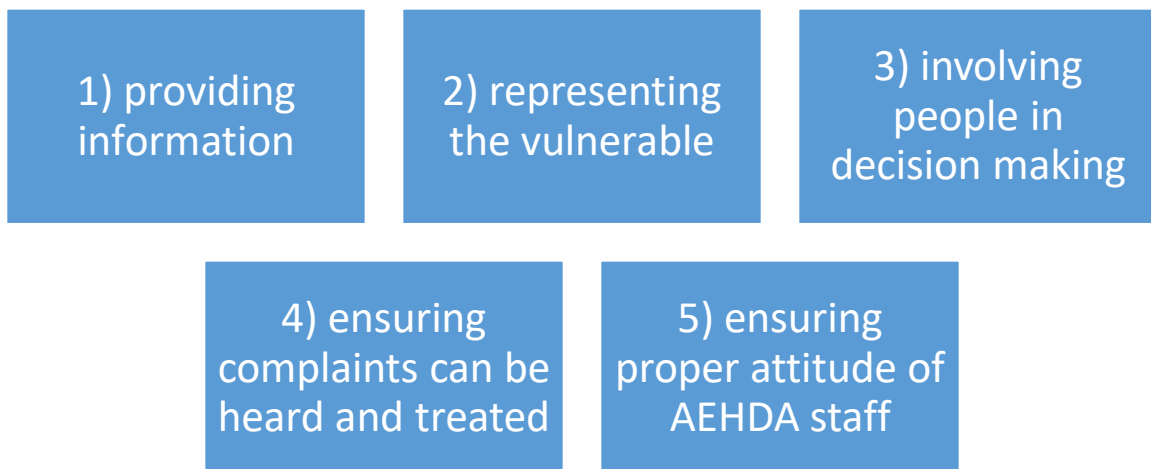 1) providing
information
2) representing
the vulnerable
3) involving
people in
decision making
4) ensuring
complaints can be
heard and treated
5) ensuring
proper attitude of
AEHDA staff